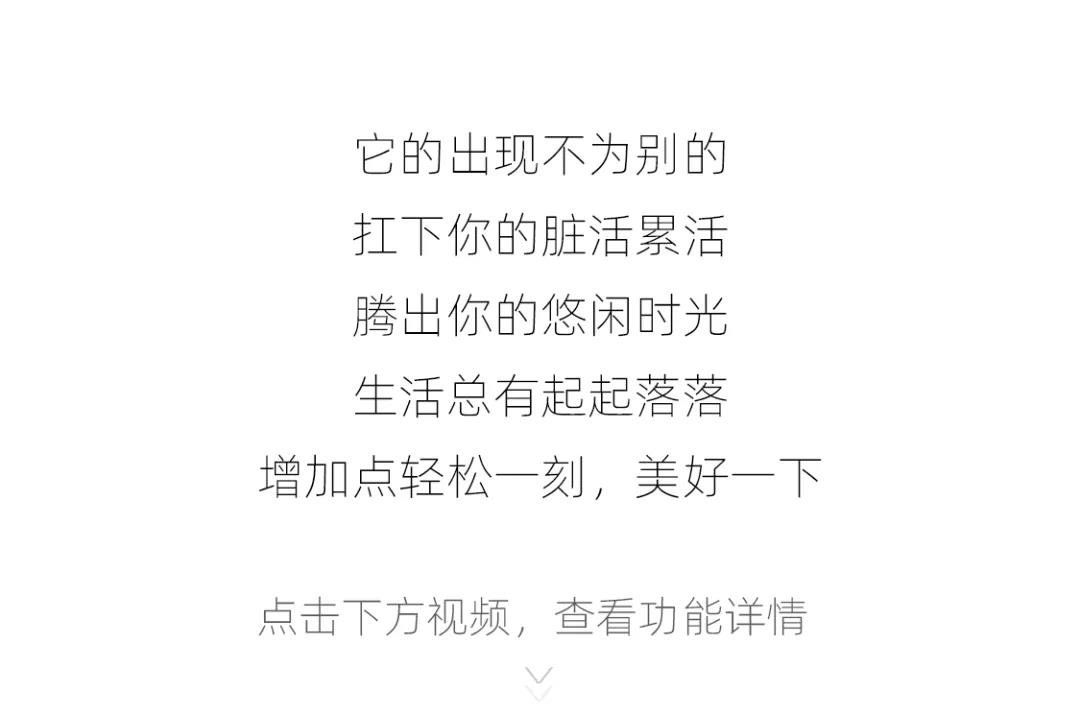 它的出现不为别的
扛下你的脏活累活
腾出你的悠闲时光
生活总有起起落落
增加点轻松一刻，美好一下
点击下方视频，查看功能详情